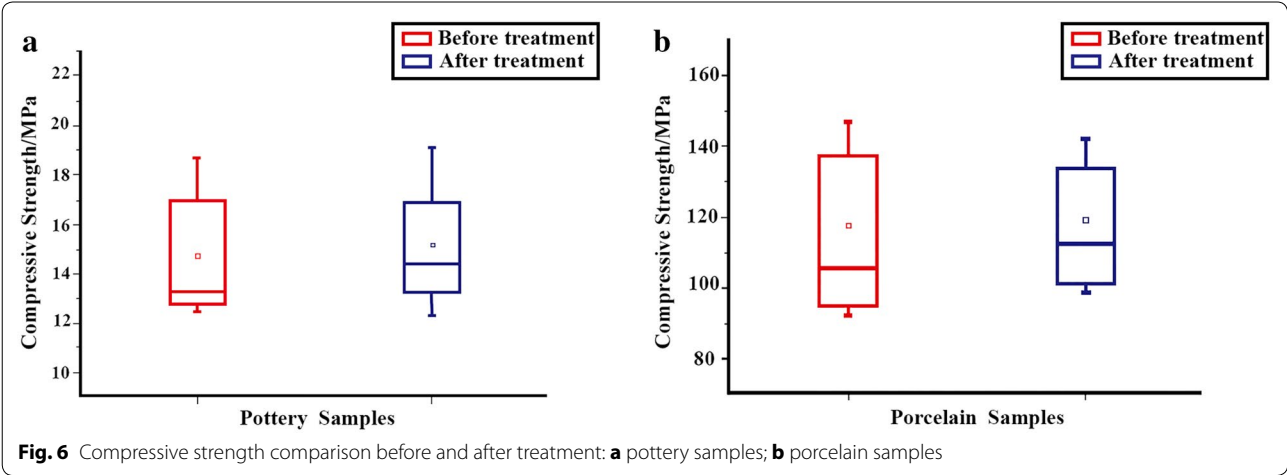 a
Before treatment
After treatment
Compressive Strength/MPa
22
20
18
16
14
12
10
Pottery Samples
b
Before treatment
After treatment
Compressive Strength/MPa
160
140
120
100
80
Porcelain Samples
Fig. 6 Compressive strength comparison before and after treatment: a pottery samples; b porcelain samples